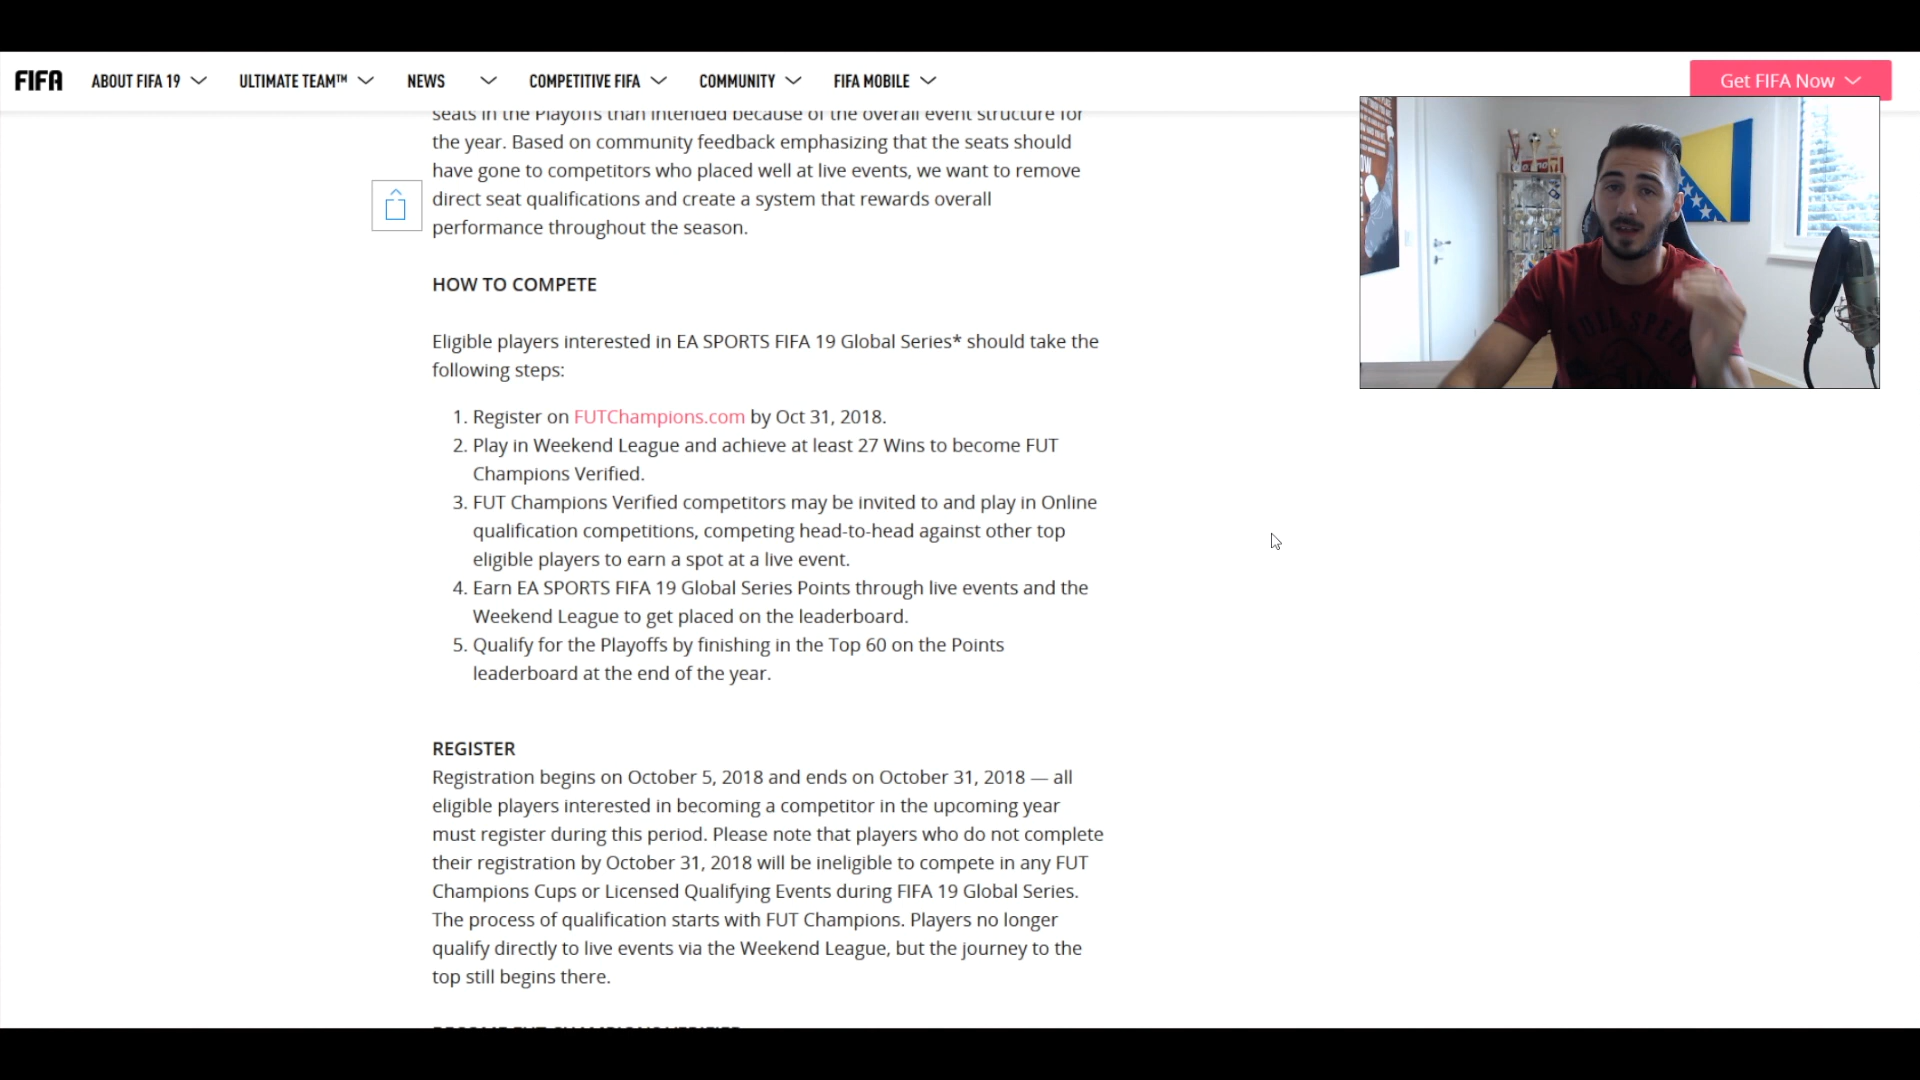 FIFA ABOUT FIFA 19 ULTIMATE TEAM™ NEWS COMPETITIVE FIFA COMMUNITY FIFA MOBILE Get FIFA Now
seats in the Playoffs than intended because of the overall event structure for
the year. Based on community feedback emphasizing that the seats should
have gone to competitors who placed well at live events, we want to remove
direct seat qualifications and create a system that rewards overall
performance throughout the season.
HOW TO COMPETE
Eligible players interested in EA SPORTS FIFA 19 Global Series* should take the
following steps:
1. Register on FUTChampions.com by Oct 31, 2018.
2. Play in Weekend League and achieve at least 27 Wins to become FUT
Champions Verified.
3. FUT Champions Verified competitors may be invited to and play in Online
qualification competitions, competing head-to-head against other top
eligible players to earn a spot at a live event.
4. Earn EA SPORTS FIFA 19 Global Series Points through live events and the
Weekend League to get placed on the leaderboard.
5. Qualify for the Playoffs by finishing in the Top 60 on the Points
leaderboard at the end of the year.
REGISTER
Registration begins on October 5, 2018 and ends on October 31, 2018 — all
eligible players interested in becoming a competitor in the upcoming year
must register during this period. Please note that players who do not complete
their registration by October 31, 2018 will be ineligible to compete in any FUT
Champions Cups or Licensed Qualifying Events during FIFA 19 Global Series.
The process of qualification starts with FUT Champions. Players no longer
qualify directly to live events via the Weekend League, but the journey to the
top still begins there.